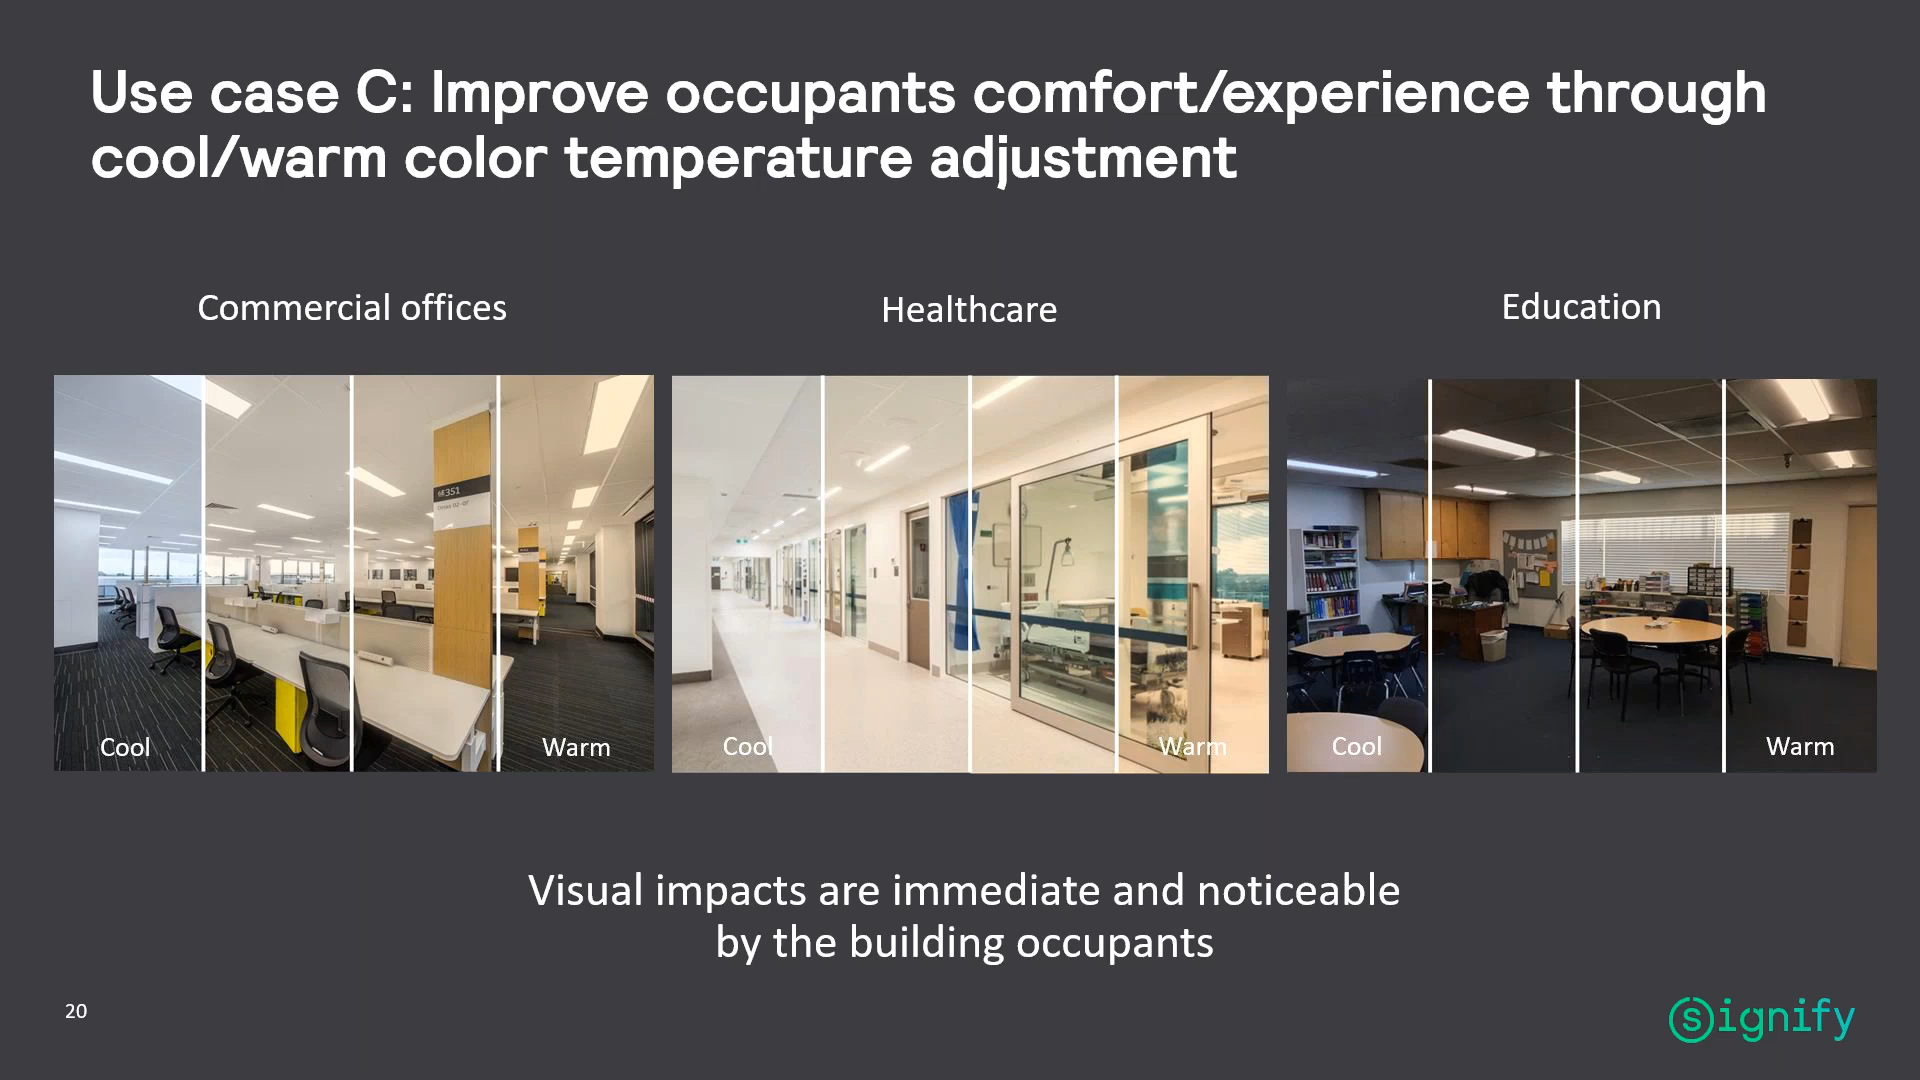 Use case C: Improve occupants comfort/experience through
cool/warm color temperature adjustment
Commercial offices
Healthcare
Education
351
Cool
Warm
Cool
Warm
Cool
Warm
Visual impacts are immediate and noticeable
by the building occupants
20
signify